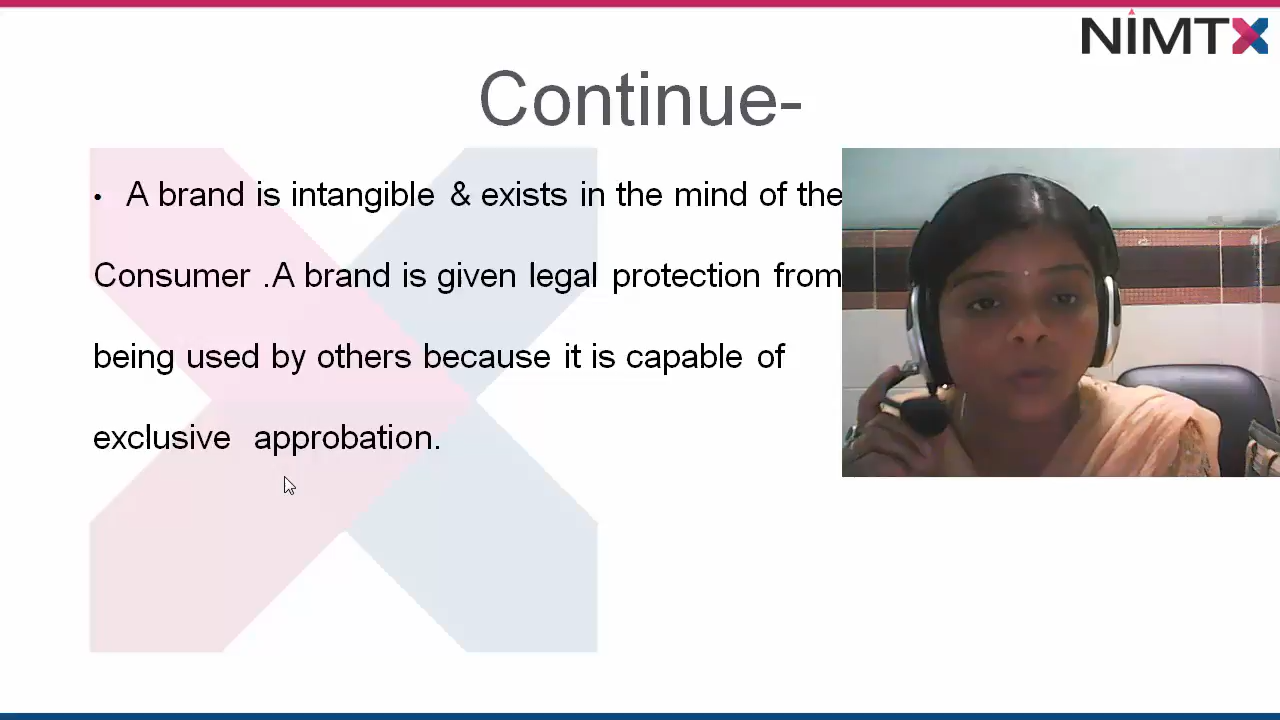 NiMTX
Continue-
• A brand is intangible & exists in the mind of the
Consumer .A brand is given legal protection from
being used by others because it is capable of
exclusive approbation.